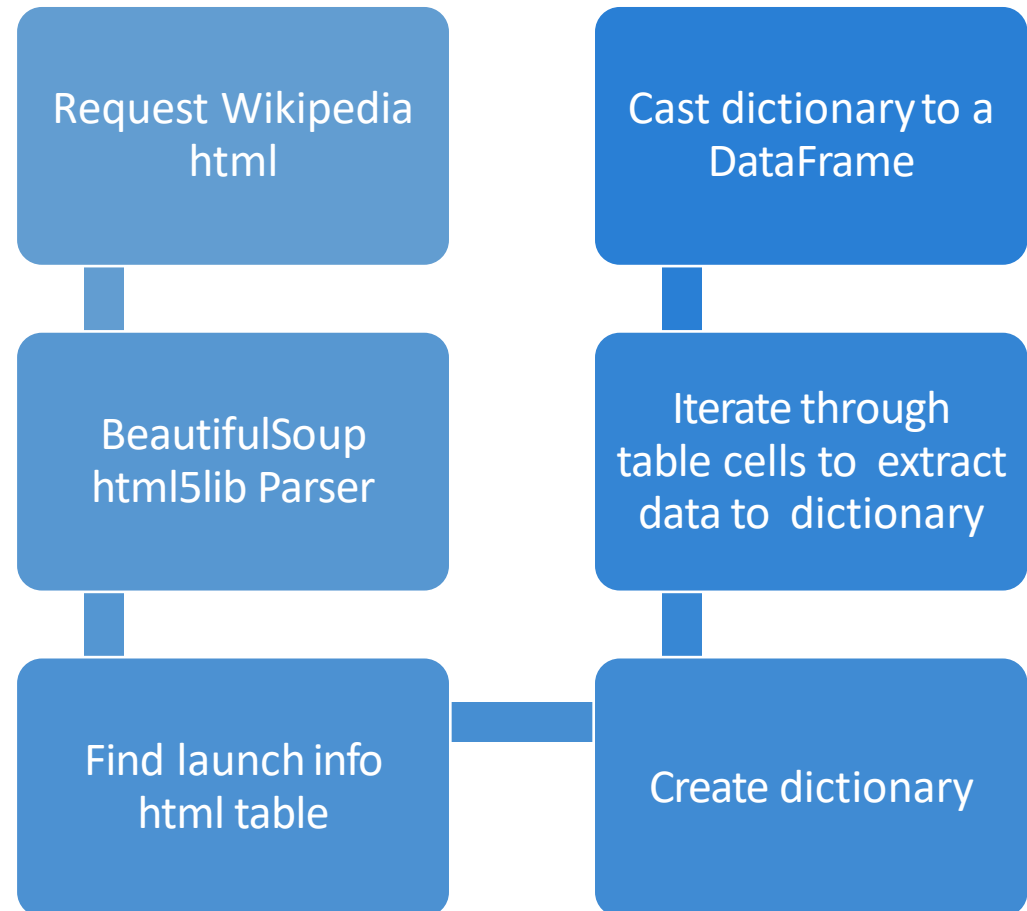 Request Wikipedia
html
BeautifulSoup
html5lib Parser
Find launch info
html table
Create dictionary
Iterate through
table cells to extract
data to dictionary
Cast dictionary to a
DataFrame